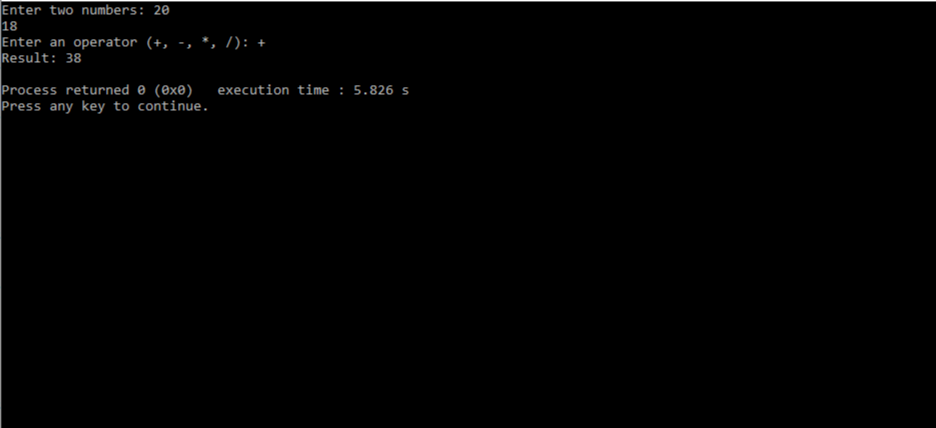 Enter two numbers: 20
18
Enter an operator (+, -, *, /): +
Result: 38
Process returned 0 (0x0)   execution time : 5.826 s
Press any key to continue.